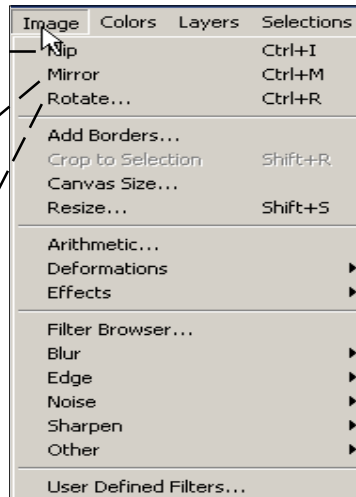 Image Colors Layers Selections
Flip Ctrl+I
Mirror Ctrl+M
Rotate... Ctrl+R
Add Borders...
Crop to Selection Shift+R
Canvas Size...
Resize... Shift+S
Arithmetic...
Deformations
Effects
Filter Browser...
Blur
Edge
Noise
Sharpen
Other
User Defined Filters...